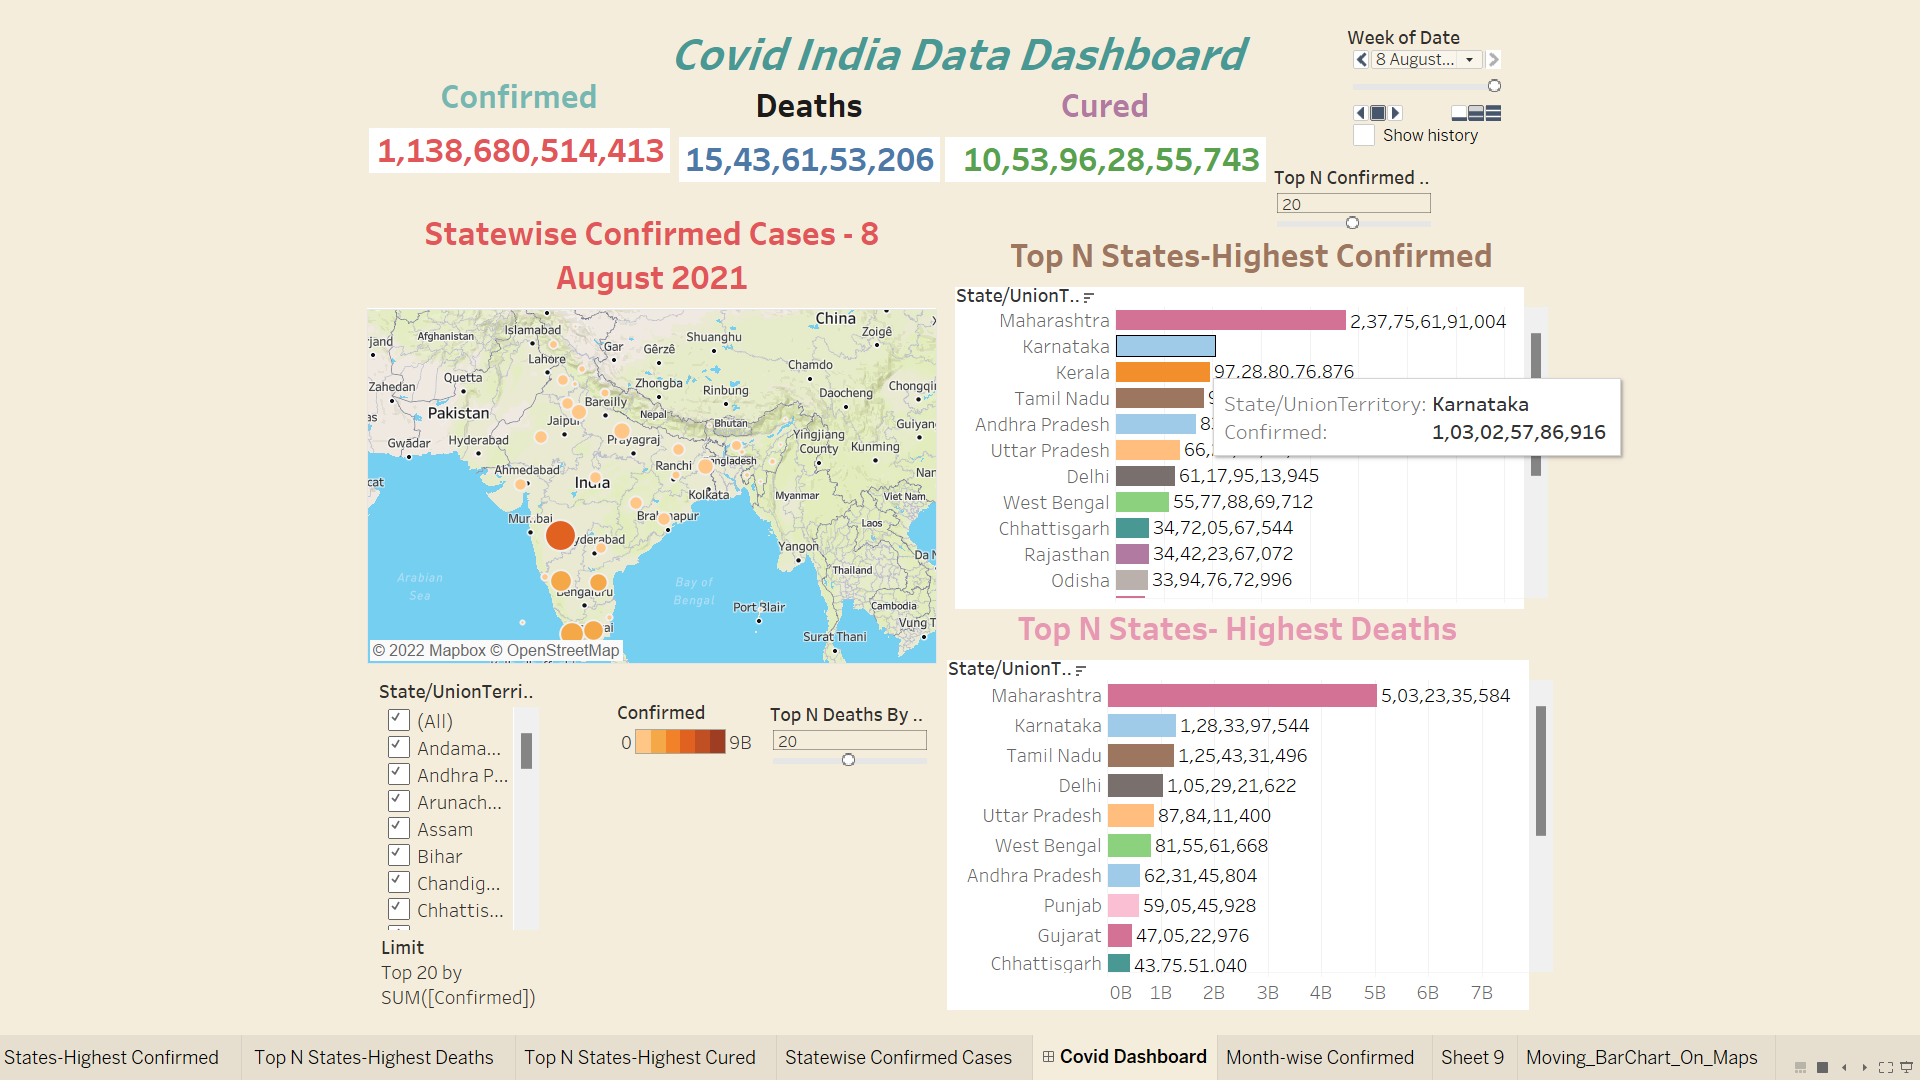 Covid India Data Dashboard
Week of Date
8 August...
Show history
Confirmed
1,138,680,514,413
Deaths
15,43,61,53,206
Cured
10,53,96,28,55,743
Top N Confirmed ..
20
Statewise Confirmed Cases - 8
August 2021
China
Zoigê
Islamabad
Afghanistan
Shuanghu
Gar
Gêrzê
Lahore
Chamdo
Quetta
Zhongba
Zahedan
Rinbung
Daocheng
Chongqi
Bareilly
Pakistan
Nepal
Jaipur
Bhutan
Guiyan
Gwādar
Hyderabad
Prayagraj
Yingjiang
County
Kunming
Ranchi
Ahmedabad
Nan
India
Kolkata
Myanmar
Viet Nam
Laos
Yangon
Da N
Arabian
Sea
Bay of
Bengal
Thailand
Port Blair
Cambodia
Surat Thani
Vung T
© 2022 Mapbox © OpenStreetMap
Top N States-Highest Confirmed
State/UnionT..
Maharashtra 2,37,75,61,91,004
Karnataka
Kerala 97,28,80,76,876
Tamil Nadu
Andhra Pradesh
Uttar Pradesh 66,
Delhi 61,17,95,13,945
West Bengal 55,77,88,69,712
Chhattisgarh 34,72,05,67,544
Rajasthan 34,42,23,67,072
Odisha 33,94,76,72,996
State/UnionTerritory: Karnataka
Confirmed: 1,03,02,57,86,916
Top N States- Highest Deaths
State/UnionT..
Maharashtra 5,03,23,35,584
Karnataka 1,28,33,97,544
Tamil Nadu 1,25,43,31,496
Delhi 1,05,29,21,622
Uttar Pradesh 87,84,11,400
West Bengal 81,55,61,668
Andhra Pradesh 62,31,45,804
Punjab 59,05,45,928
Gujarat 47,05,22,976
Chhattisgarh 43,75,51,040
0B 1B 2B 3B 4B 5B 6B 7B
State/UnionTerri..
(All)
Andama...
Andhra P...
Arunach...
Assam
Bihar
Chandig...
Chhattis...
Limit
Top 20 by
SUM([Confirmed])
Confirmed
0 9B
Top N Deaths By ..
20
States-Highest Confirmed
Top N States-Highest Deaths
Top N States-Highest Cured
Statewise Confirmed Cases
Covid Dashboard
Month-wise Confirmed
Sheet 9
Moving_BarChart_On_Maps